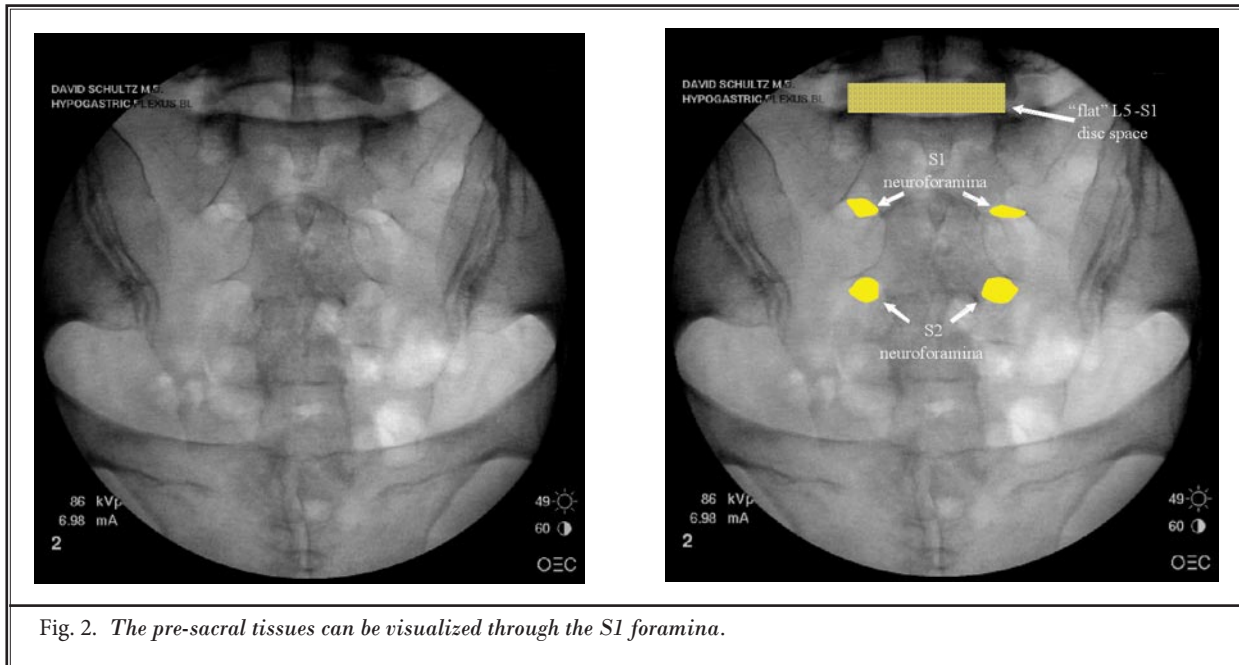 DAVID SCHULTZ M.D.
HYPOGASTRIC PLEXUS BL
86 kVp
6.98 mA
2
49
60
OEC
DAVID SCHULTZ M.D.
HYPOGASTRIC PLEXUS BL
"flat" L5-S1
disc space
S1
neuroforamina
S2
neuroforamina
86 kVp
6.98 mA
2
49
60
OEC
Fig. 2. The pre-sacral tissues can be visualized through the S1 foramina.